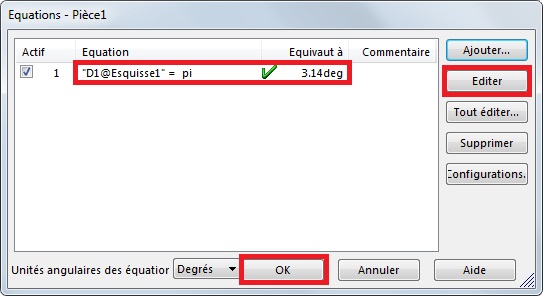 Equations - Pièce1
Actif Equation Equivaut à Commentaire
1 "D1@Esquisse1" = pi 3.14deg
Ajouter...
Editer
Tout éditer...
Supprimer
Configurations.
Unités angulaires des équatior Degrés OK Annuler Aide